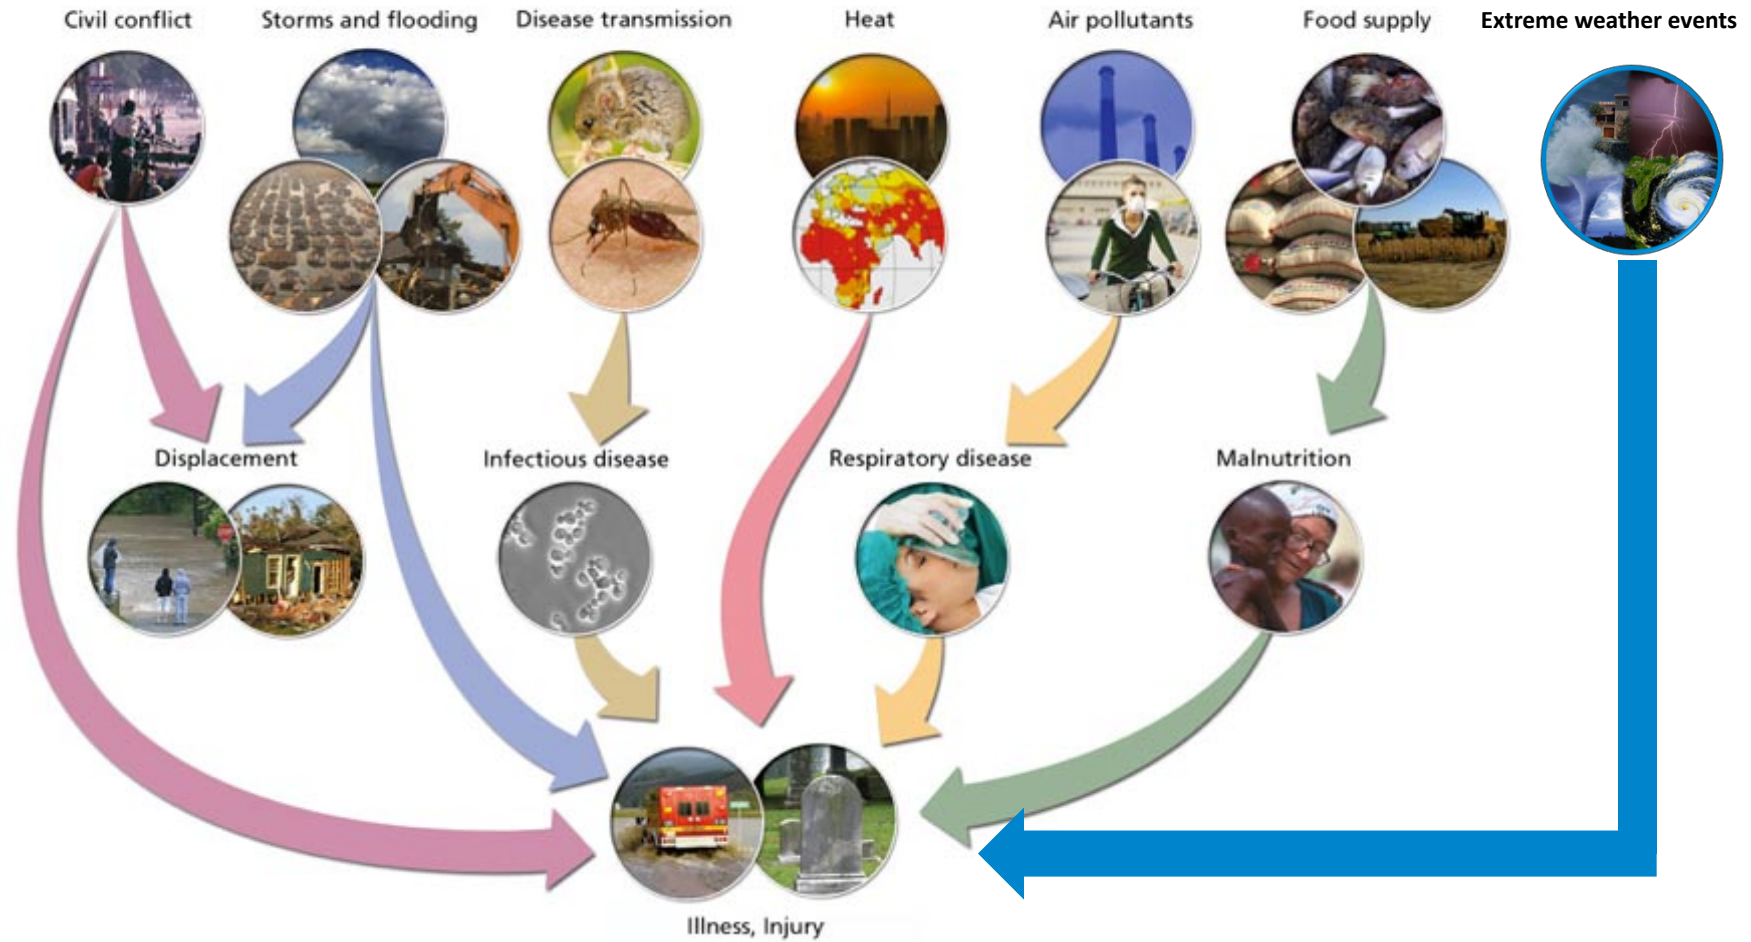 Civil conflict
Storms and flooding
Disease transmission
Heat
Air pollutants
Food supply
Extreme weather events
Displacement
Infectious disease
Respiratory disease
Malnutrition
Illness, Injury